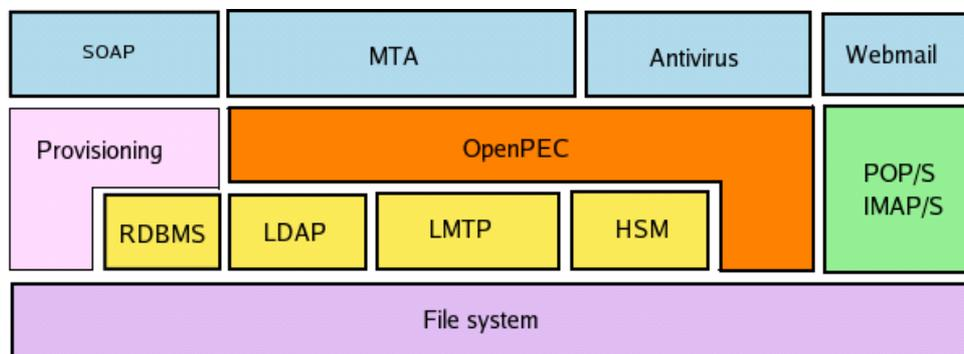 SOAP
MTA
Antivirus
Webmail
Provisioning
OpenPEC
POP/S
IMAP/S
RDBMS
LDAP
LMTP
HSM
File system